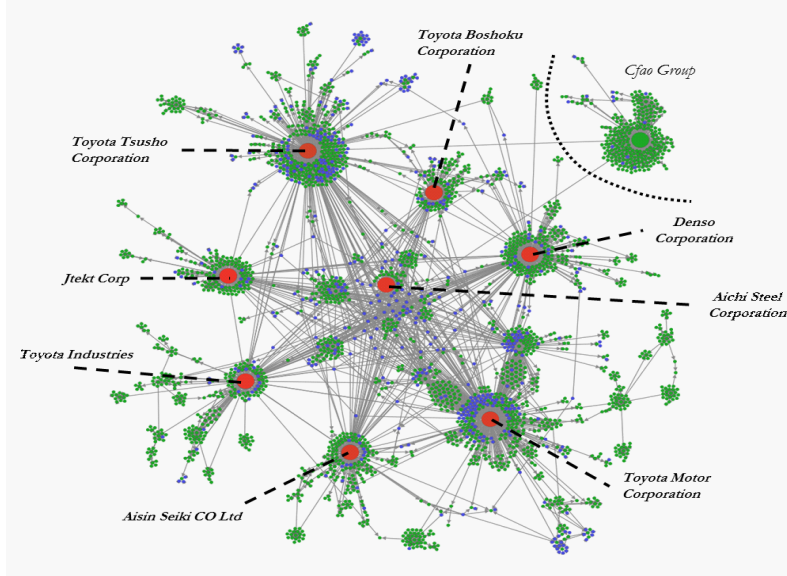 Toyota Boshoku
Corporation
Cfao Group
Toyota Tsusho
Corporation
Denso
Corporation
Jtekt Corp
Aichi Steel
Corporation
Toyota Industries
Toyota Motor
Corporation
Aisin Seiki CO Ltd